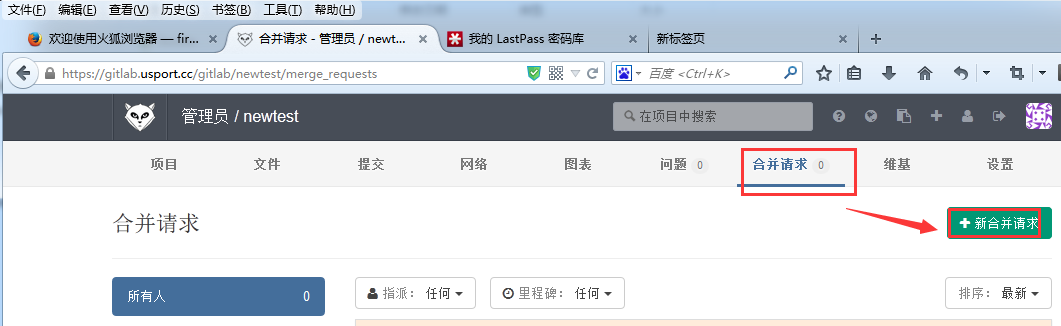 文件(F) 编辑(E) 查看(V) 历史(S) 书签(B) 工具(T) 帮助(H)
欢迎使用火狐浏览器 — fir... 合并请求 - 管理员 / newt... 我的 LastPass 密码库 新标签页
https://gitlab.usport.cc/gitlab/newtest/merge_requests 百度 <Ctrl+K>
管理员 / newtest 在项目中搜索
项目 文件 提交 网络 图表 问题 0 合并请求 0 维基 设置
合并请求 新合并请求
所有人 0 指派： 任何 里程碑： 任何 排序： 最新